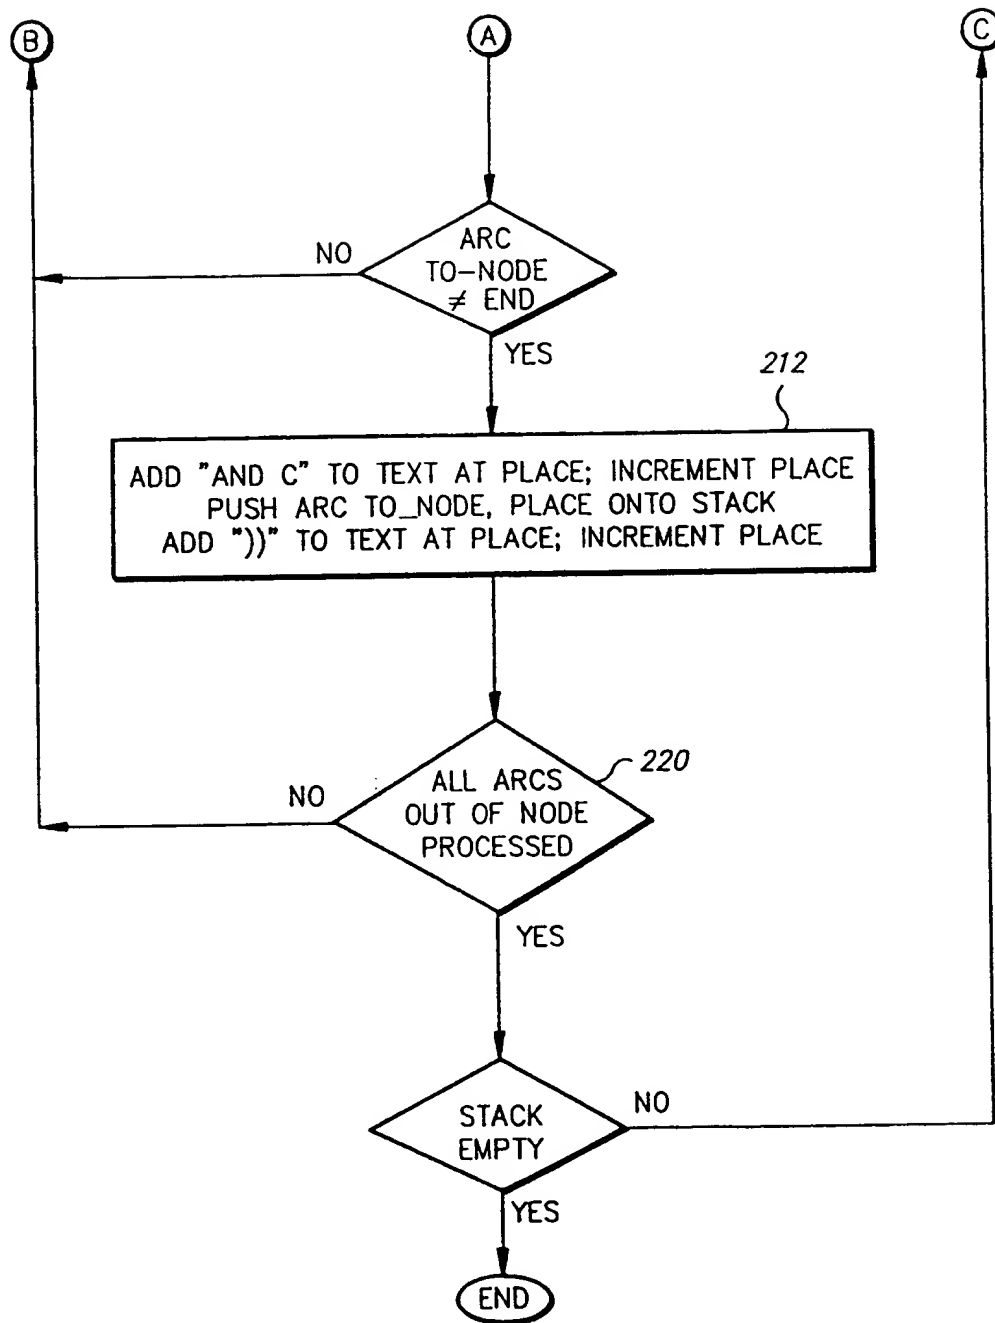 B
A
C
ARC
TO-NODE
≠ END
NO
YES
212
ADD "AND C" TO TEXT AT PLACE; INCREMENT PLACE
PUSH ARC TO_NODE, PLACE ONTO STACK
ADD "))" TO TEXT AT PLACE; INCREMENT PLACE
220
ALL ARCS
OUT OF NODE
PROCESSED
NO
YES
STACK
EMPTY
NO
YES
END